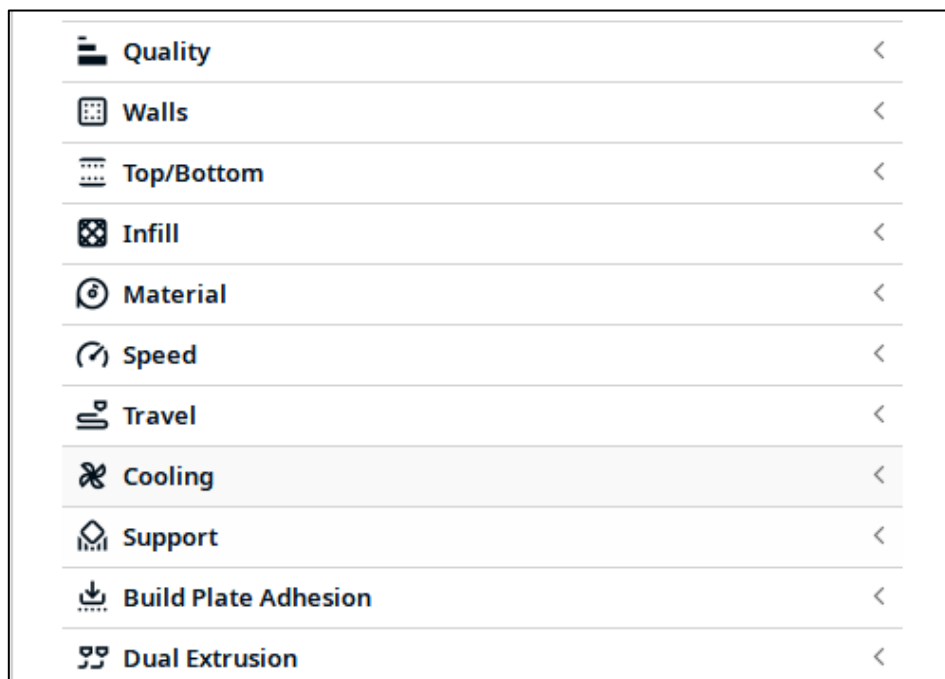 Quality
Walls
Top/Bottom
Infill
Material
Speed
Travel
Cooling
Support
Build Plate Adhesion
Dual Extrusion